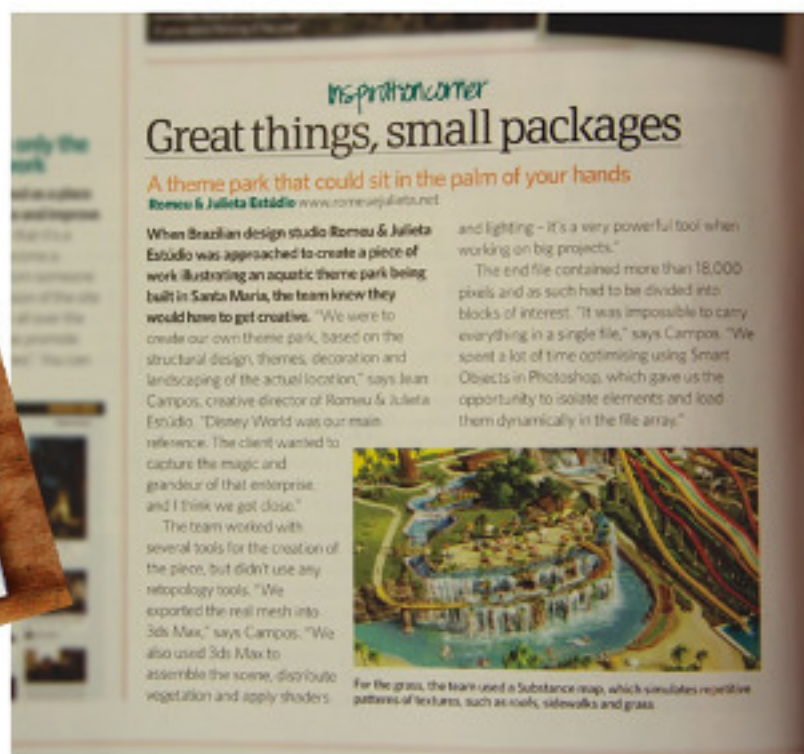 only the
work
Inspiration corner
Great things, small packages
A theme park that could sit in the palm of your hands
Romeu & Julieta Estúdio www.romeuejulieta.net
When Brazilian design studio Romeu & Julieta
Estúdio was approached to create a piece of
work illustrating an aquatic theme park being
built in Santa Maria, the team knew they
would have to get creative. "We were to
create our own theme park, based on the
structural design, themes, decoration and
landscaping of the actual location," says Jean
Campos, creative director of Romeu & Julieta
Estúdio. "Disney World was our main
reference. The client wanted to
capture the magic and
grandeur of that enterprise,
and I think we got close."
The team worked with
several tools for the creation of
the piece, but didn't use any
retopology tools. "We
exported the real mesh into
3ds Max," says Campos. "We
also used 3ds Max to
assemble the scene, distribute
vegetation and apply shaders
and lighting – it's a very powerful tool when
working on big projects."
The end file contained more than 18,000
pixels and as such had to be divided into
blocks of interest. "It was impossible to carry
everything in a single file," says Campos. "We
spent a lot of time optimising using Smart
Objects in Photoshop, which gave us the
opportunity to isolate elements and load
them dynamically in the file array."
For the grass, the team used a Substance map, which simulates repetitive
patterns of textures, such as roofs, sidewalks and grass